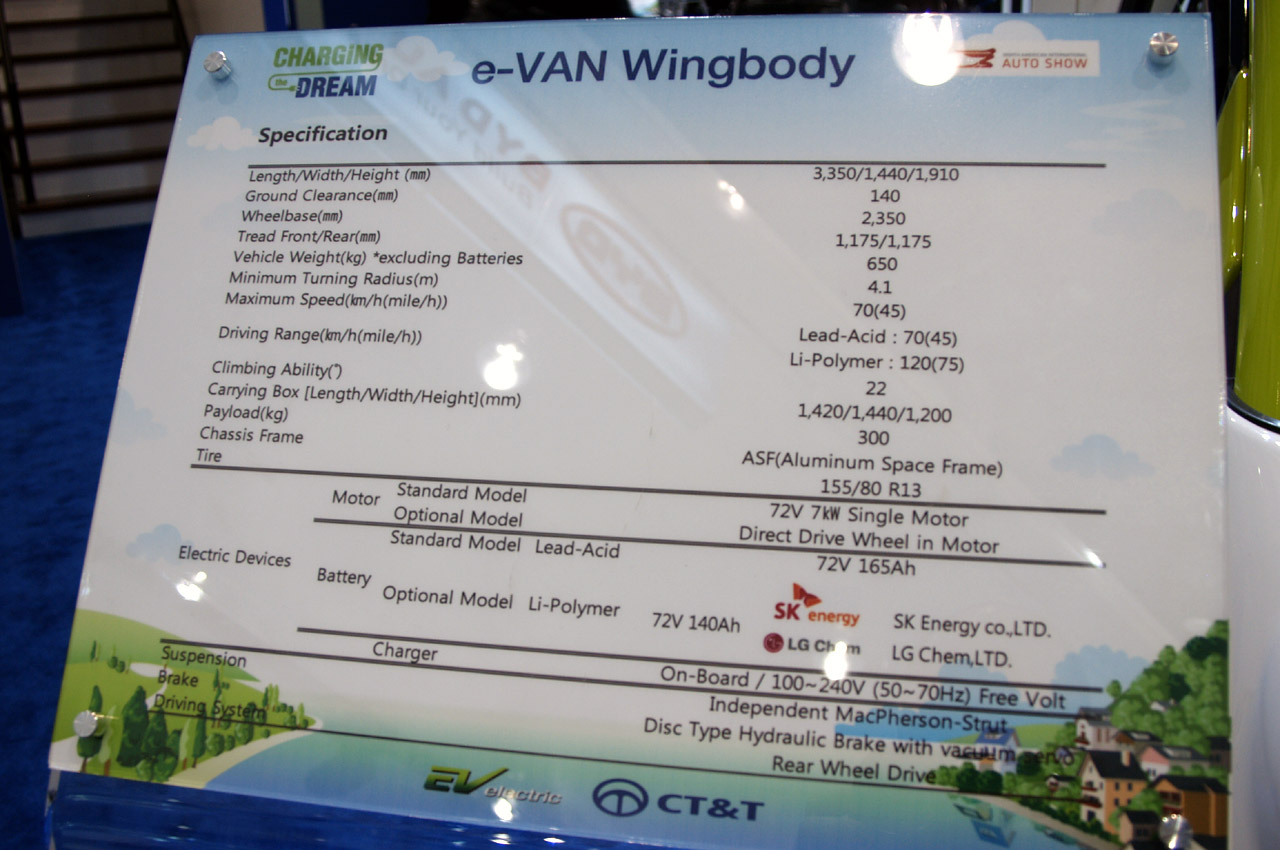 CHARGING
the DREAM
e-VAN Wingbody
NORTH AMERICAN INTERNATIONAL
AUTO SHOW
Specification
Length/Width/Height (㎜) 3,350/1,440/1,910
Ground Clearance(㎜) 140
Wheelbase(㎜) 2,350
Tread Front/Rear(㎜) 1,175/1,175
Vehicle Weight(kg) *excluding Batteries 650
Minimum Turning Radius(m) 4.1
Maximum Speed(㎞/h(mile/h)) 70(45)
Driving Range(㎞/h(mile/h)) Lead-Acid : 70(45)
Li-Polymer : 120(75)
Climbing Ability(°) 22
Carrying Box [Length/Width/Height](mm) 1,420/1,440/1,200
Payload(kg) 300
Chassis Frame ASF(Aluminum Space Frame)
Tire 155/80 R13
Electric Devices
Motor Standard Model 72V 7㎾ Single Motor
Optional Model Direct Drive Wheel in Motor
Battery Standard Model Lead-Acid 72V 165Ah
Optional Model Li-Polymer 72V 140Ah
SK energy SK Energy co.,LTD.
LG Chem LG Chem,LTD.
Charger On-Board / 100~240V (50~70Hz) Free Volt
Suspension Independent MacPherson-Strut
Brake Disc Type Hydraulic Brake with vacuum servo
Driving System Rear Wheel Drive
EV electric CT&T
BYD